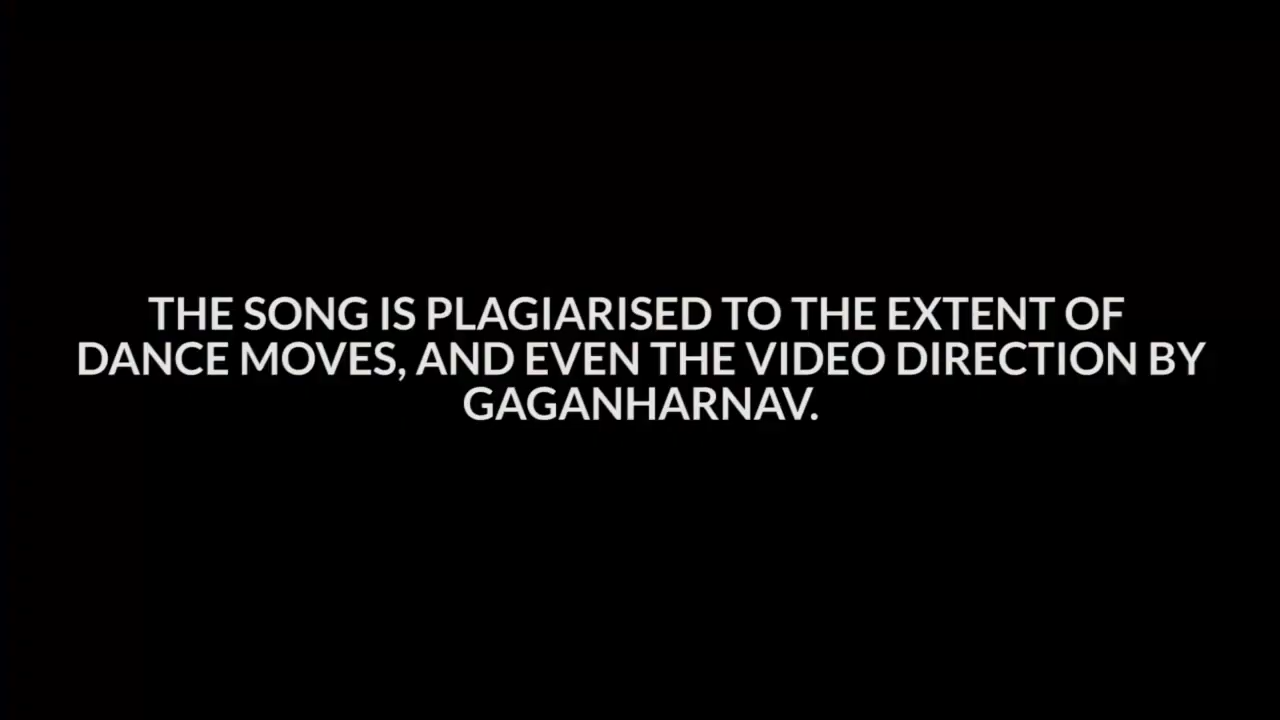 THE SONG IS PLAGIARISED TO THE EXTENT OF
DANCE MOVES, AND EVEN THE VIDEO DIRECTION BY
GAGANHARNAV.